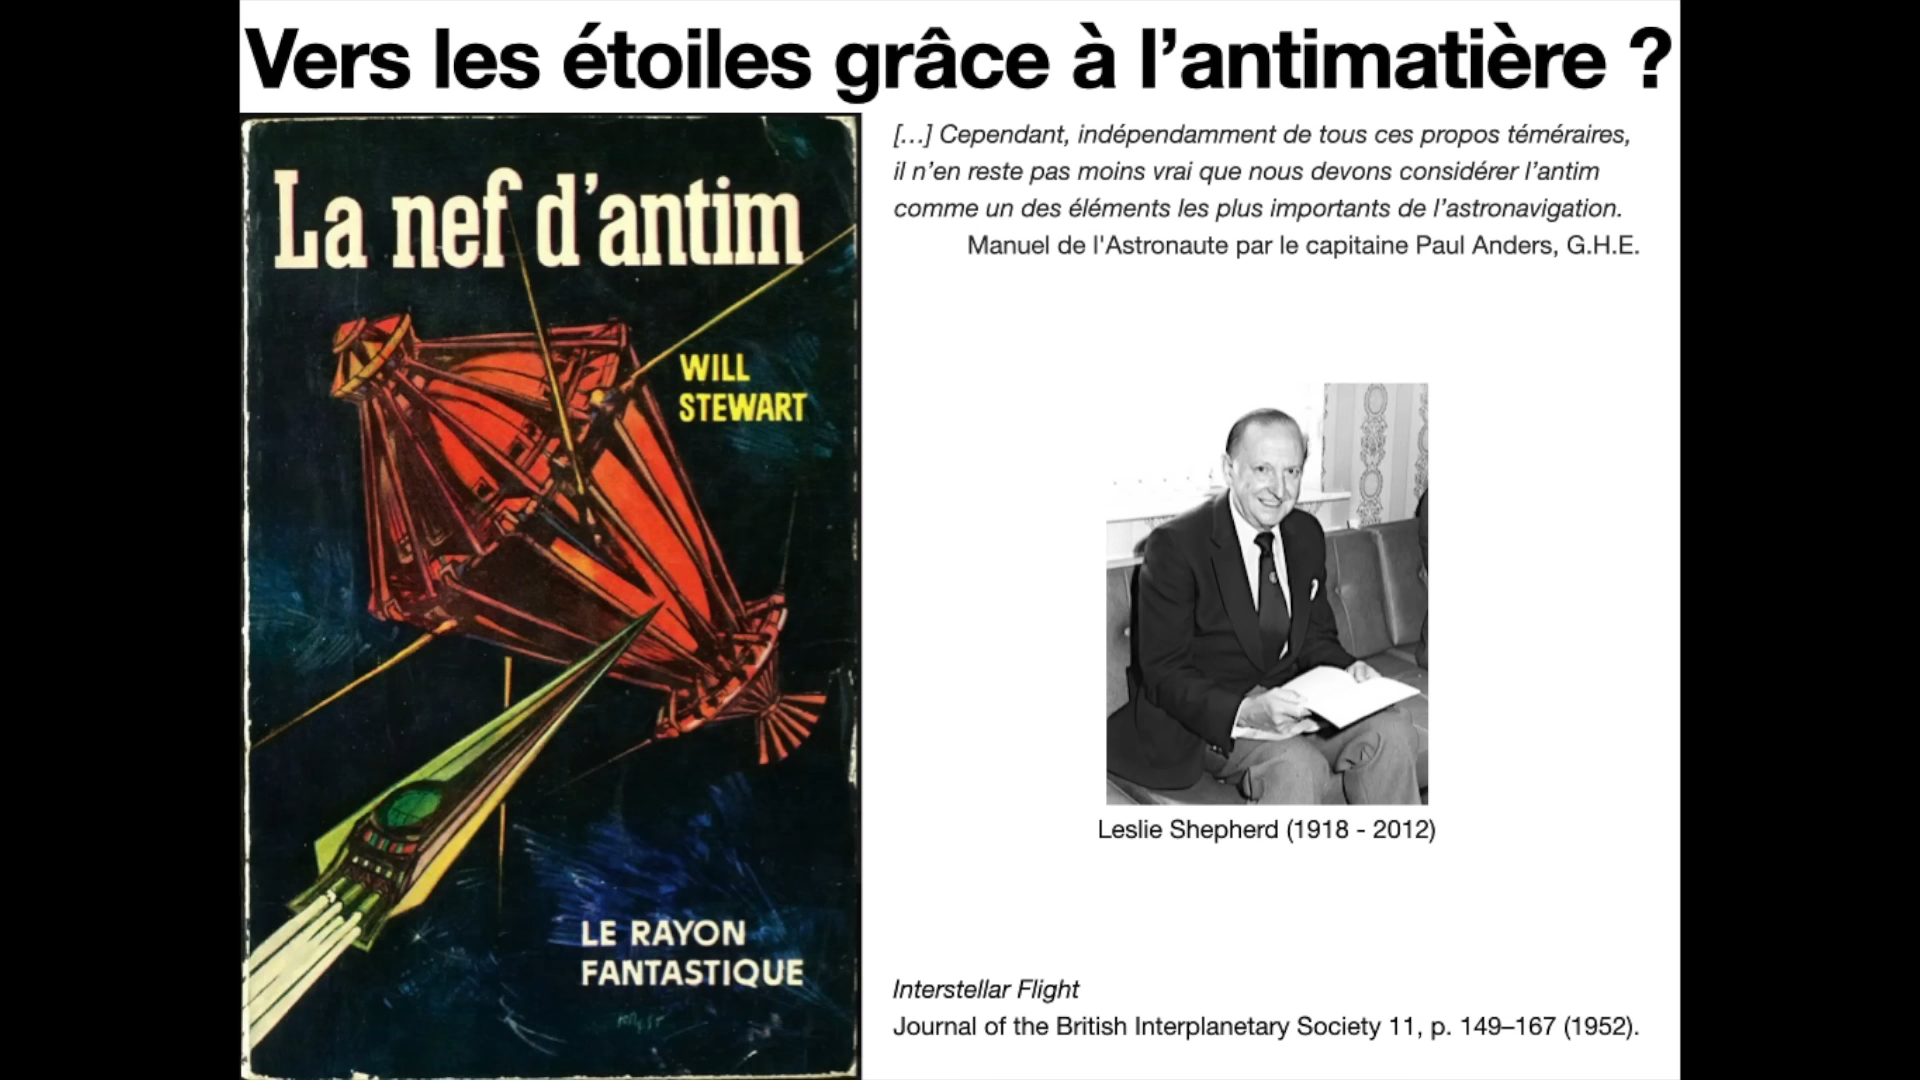 Vers les étoiles grâce à l’antimatière ?
La nef d’antim
WILL
STEWART
LE RAYON
FANTASTIQUE
[…] Cependant, indépendamment de tous ces propos téméraires,
il n’en reste pas moins vrai que nous devons considérer l’antim
comme un des éléments les plus importants de l’astronavigation.
Manuel de l'Astronaute par le capitaine Paul Anders, G.H.E.
Leslie Shepherd (1918 - 2012)
Interstellar Flight
Journal of the British Interplanetary Society 11, p. 149–167 (1952).